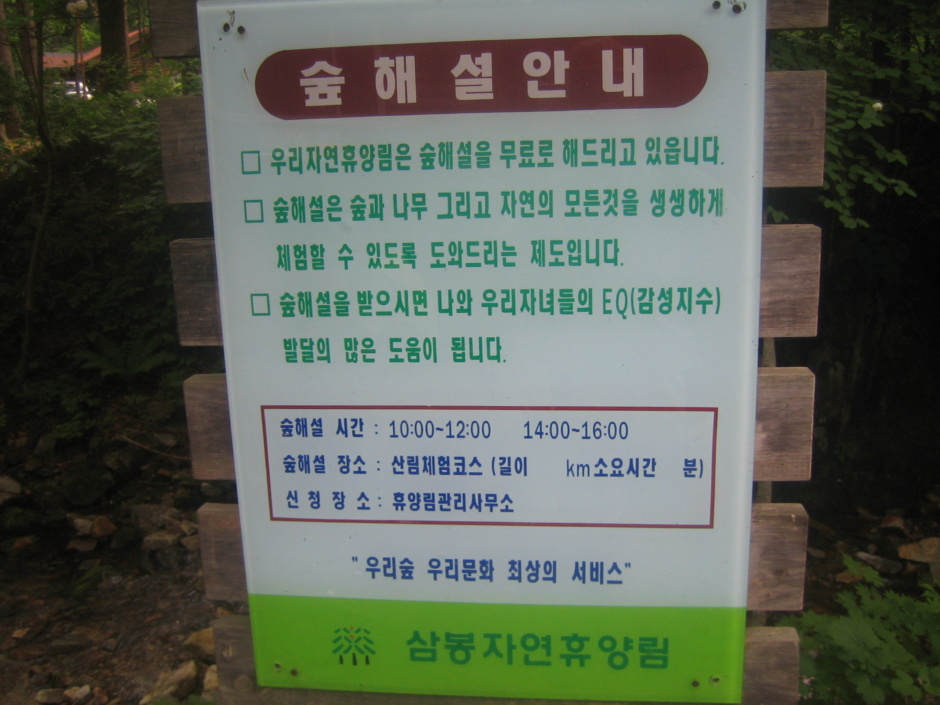 숲해설안내
□ 우리자연휴양림은 숲해설을 무료로 해드리고 있읍니다.
□ 숲해설은 숲과 나무 그리고 자연의 모든것을 생생하게
체험할 수 있도록 도와드리는 제도입니다.
□ 숲해설을 받으시면 나와 우리자녀들의 EQ(감성지수)
발달의 많은 도움이 됩니다.
숲해설 시간 : 10:00~12:00 14:00~16:00
숲해설 장소 : 산림체험코스 (길이 km소요시간 분)
신청장소 : 휴양림관리사무소
"우리숲 우리문화 최상의 서비스"
삼봉자연휴양림